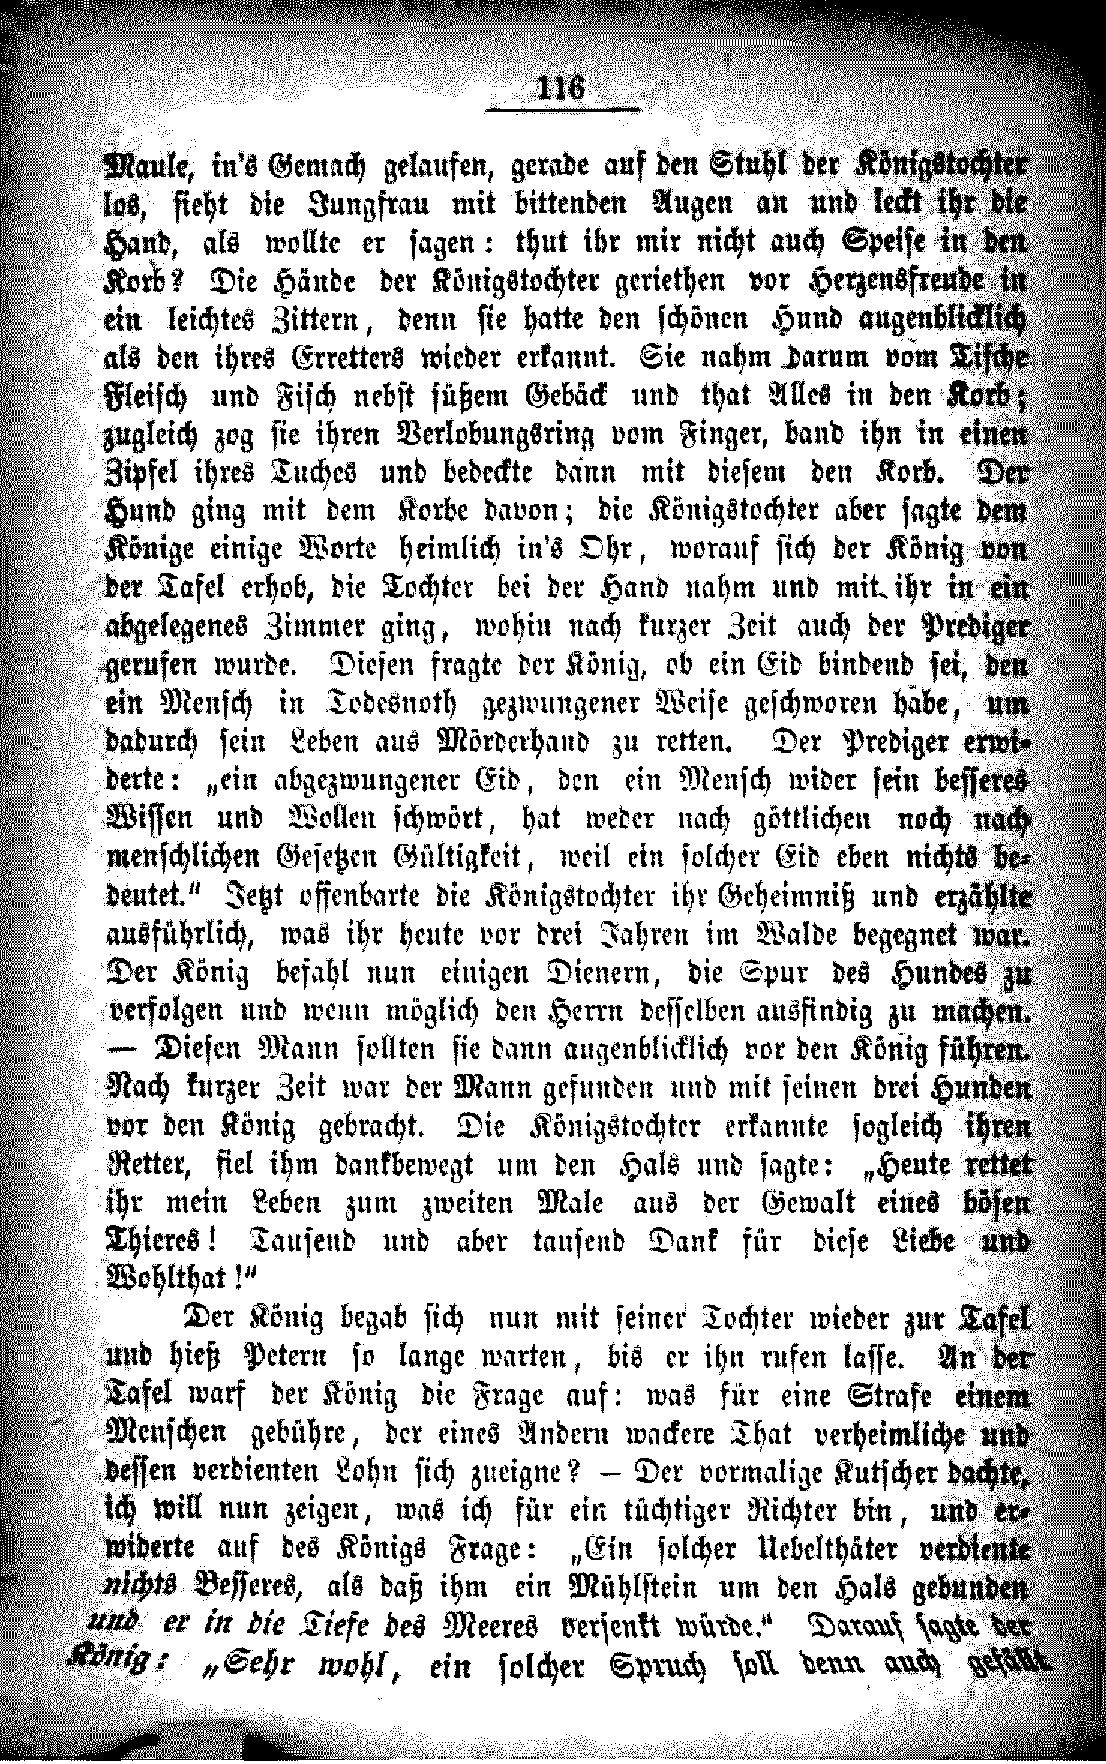 116
Maule, in's Gemach gelaufen, gerade auf den Stuhl der Königstochter
los, sieht die Jungfrau mit bittenden Augen an und leckt ihr die
Hand, als wollte er sagen: thut ihr mir nicht auch Speise in den
Korb? Die Hände der Königstochter geriethen vor Herzensfreude in
ein leichtes Zittern, denn sie hatte den schönen Hund augenblicklich
als den ihres Erretters wieder erkannt. Sie nahm darum vom Tische
Fleisch und Fisch nebst süßem Gebäck und that Alles in den Korb;
zugleich zog sie ihren Verlobungsring vom Finger, band ihn in einen
Zipfel ihres Tuches und bedeckte dann mit diesem den Korb. Der
Hund ging mit dem Korbe davon; die Königstochter aber sagte dem
Könige einige Worte heimlich in's Ohr, worauf sich der König von
der Tafel erhob, die Tochter bei der Hand nahm und mit ihr in ein
abgelegenes Zimmer ging, wohin nach kurzer Zeit auch der Prediger
gerufen wurde. Diesen fragte der König, ob ein Eid bindend sei, den
ein Mensch in Todesnoth gezwungener Weise geschworen habe, um
dadurch sein Leben aus Mörderhand zu retten. Der Prediger erwi-
derte: „ein abgezwungener Eid, den ein Mensch wider sein besseres
Wissen und Wollen schwört, hat weder nach göttlichen noch nach
menschlichen Gesetzen Gültigkeit, weil ein solcher Eid eben nichts be-
deutet.“ Jetzt offenbarte die Königstochter ihr Geheimniß und erzählte
ausführlich, was ihr heute vor drei Jahren im Walde begegnet war.
Der König befahl nun einigen Dienern, die Spur des Hundes zu
verfolgen und wenn möglich den Herrn desselben ausfindig zu machen.
— Diesen Mann sollten sie dann augenblicklich vor den König führen.
Nach kurzer Zeit war der Mann gefunden und mit seinen drei Hunden
vor den König gebracht. Die Königstochter erkannte sogleich ihren
Retter, fiel ihm dankbewegt um den Hals und sagte: „Heute rettet
ihr mein Leben zum zweiten Male aus der Gewalt eines bösen
Thieres! Tausend und aber tausend Dank für diese Liebe und
Wohlthat!“
Der König begab sich nun mit seiner Tochter wieder zur Tafel
und hieß Petern so lange warten, bis er ihn rufen lasse. An der
Tafel warf der König die Frage auf: was für eine Strafe einem
Menschen gebühre, der eines Andern wackere That verheimliche und
dessen verdienten Lohn sich zueigne? — Der vormalige Kutscher dachte,
ich will nun zeigen, was ich für ein tüchtiger Richter bin, und er-
widerte auf des Königs Frage: „Ein solcher Uebelthäter verdiente
nichts Besseres, als daß ihm ein Mühlstein um den Hals gebunden
und er in die Tiefe des Meeres versenkt würde.“ Darauf sagte der
König: „Sehr wohl, ein solcher Spruch soll denn auch gefällt